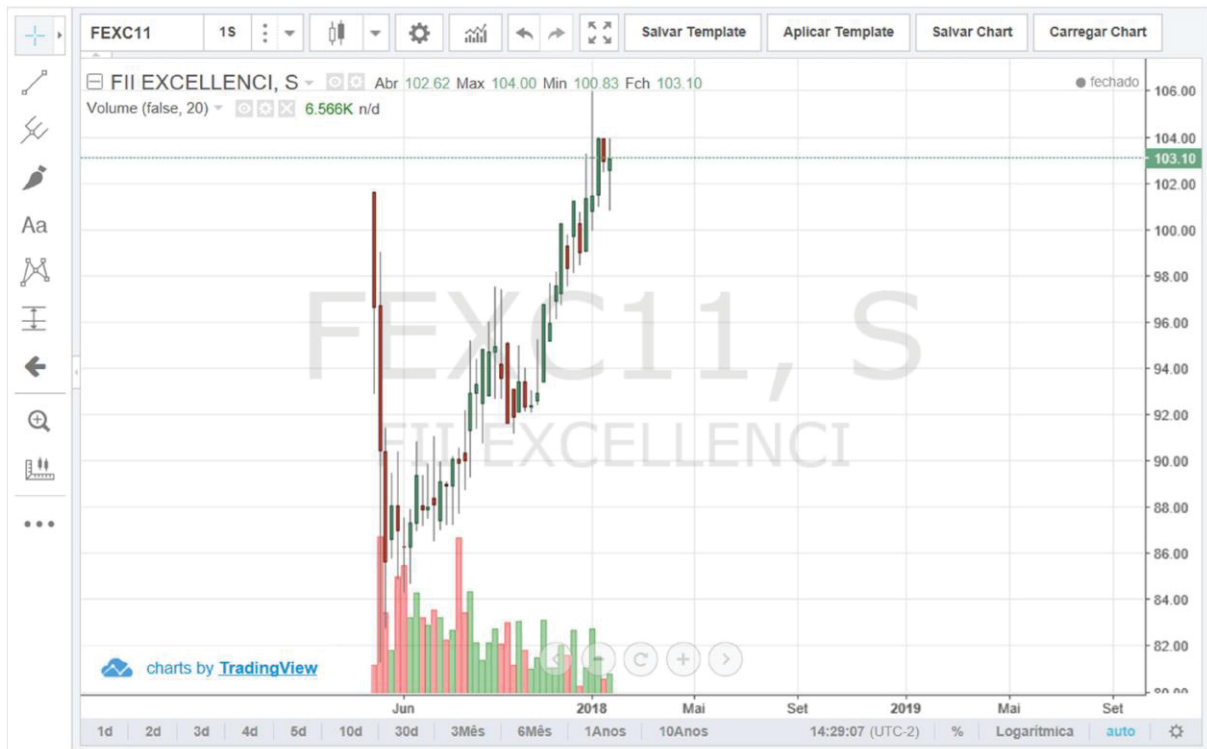 FEXC11 1S Salvar Template Aplicar Template Salvar Chart Carregar Chart
FII EXCELLENCI, S Abr 102.62 Max 104.00 Min 100.83 Fch 103.10
fechado
Volume (false, 20) 6.566K n/d
Aa
106.00
104.00
103.10
102.00
100.00
98.00
96.00
94.00
92.00
90.00
88.00
86.00
84.00
82.00
80.00
FEXC11, S
FII EXCELLENCI
charts by TradingView
Jun 2018 Mai Set 2019 Mai Set
1d 2d 3d 4d 5d 10d 30d 3Mês 6Mês 1Anos 10Anos 14:29:07 (UTC-2) % Logarítmica auto